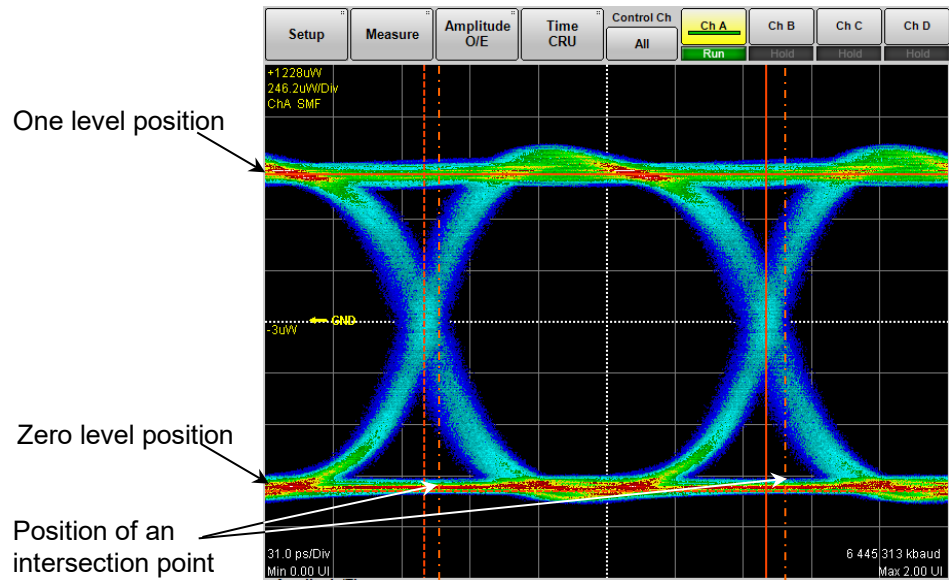 Setup
Measure
Amplitude
O/E
Time
CRU
Control Ch
All
Ch A
Run
Ch B
Hold
Ch C
Hold
Ch D
Hold
+1228uW
246.2uW/Div
ChA SMF
One level position
GND
-3uW
Zero level position
Position of an
intersection point
31.0 ps/Div
6 445 313 kbaud
Min 0.00 UI
Max 2.00 UI